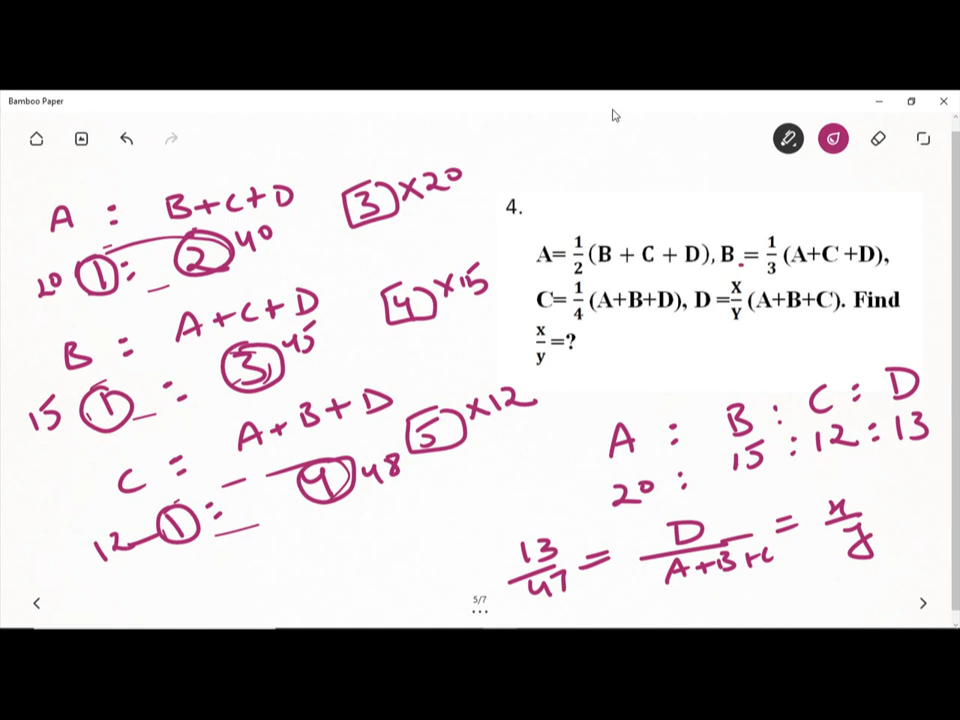 Bamboo Paper
A : B+C+D [3] ×20
20 ① : ② 40
B : A+C+D [4] ×15
15 ① : ③ 45
C : A+B+D [5] ×12
12 ① : ④ 48
4.
A= 1/2 (B + C + D), B = 1/3 (A+C +D),
C= 1/4 (A+B+D), D = X/Y (A+B+C). Find
x/y =?
A : B : C : D
20 : 15 : 12 : 13
13/47 = D/A+B+C = x/y
5/7